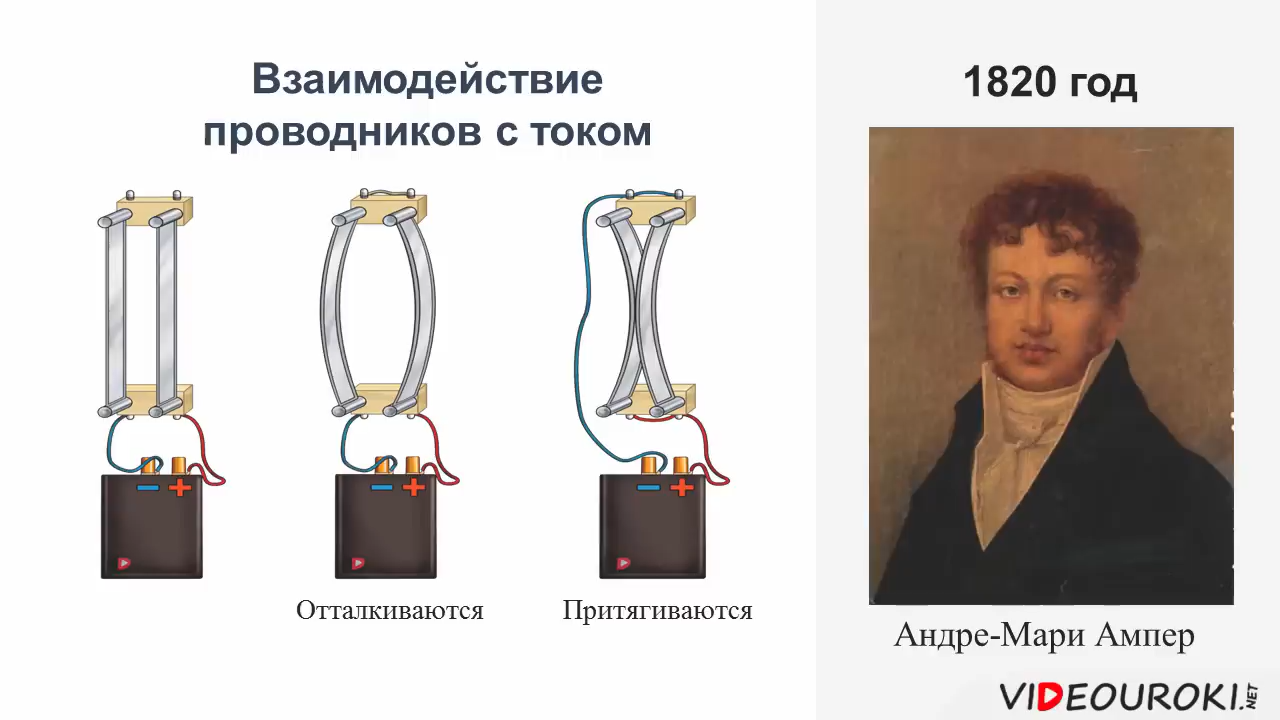 Взаимодействие
проводников с током
Отталкиваются
Притягиваются
1820 год
Андре-Мари Ампер
VIDEOUROKI.NET